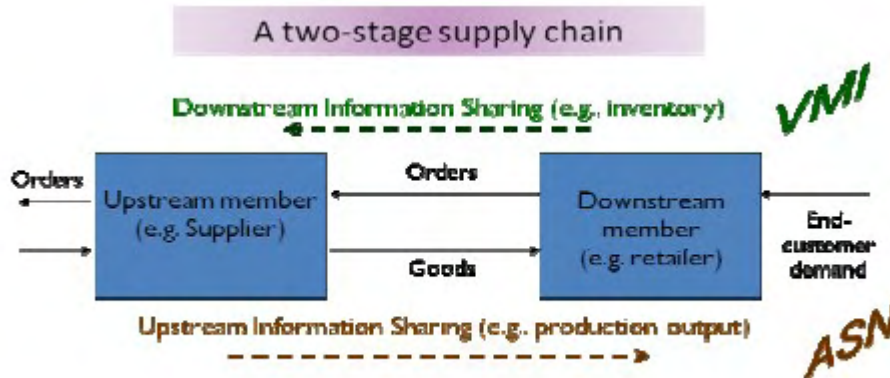 A two-stage supply chain
Downstream Information Sharing (e.g., inventory)
VMI
Orders
Upstream member
(e.g. Supplier)
Orders
Goods
Downstream
member
(e.g. retailer)
End-
customer
demand
Upstream Information Sharing (e.g., production output)
ASN